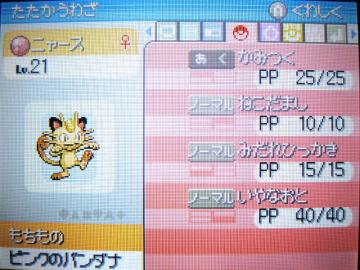 たたかうわざ
くわしく
ニャース♀
Lv.21
あく かみつく
PP 25/25
ノーマル ねこだまし
PP 10/10
ノーマル みだれひっかき
PP 15/15
ノーマル いやなおと
PP 40/40
もちもの
ピンクのバンダナ